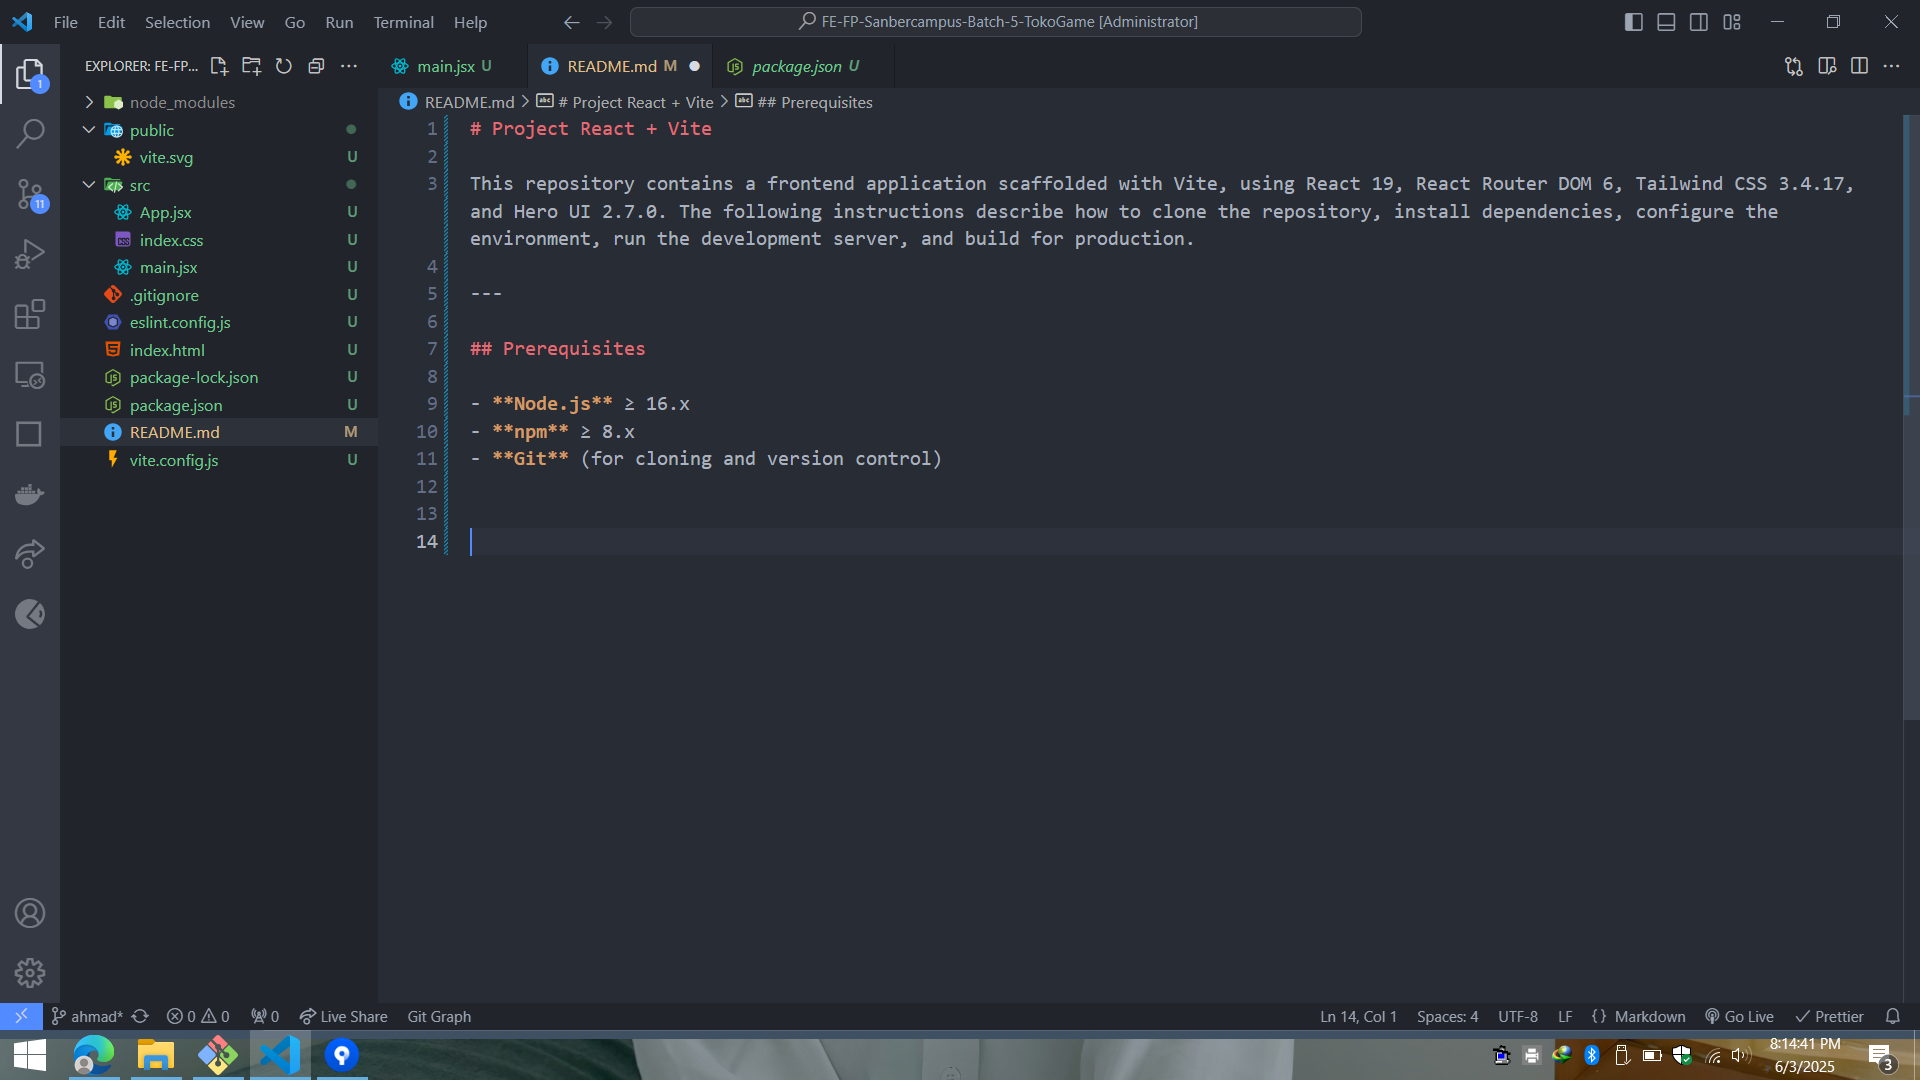 File Edit Selection View Go Run Terminal Help
FE-FP-Sanbercampus-Batch-5-TokoGame [Administrator]
EXPLORER: FE-FP...
main.jsx U
README.md M
package.json U
README.md > # Project React + Vite > ## Prerequisites
1
11
node_modules
public
vite.svg U
src
App.jsx U
index.css U
main.jsx U
.gitignore U
eslint.config.js U
index.html U
package-lock.json U
package.json U
README.md M
vite.config.js U
1 # Project React + Vite
2
3 This repository contains a frontend application scaffolded with Vite, using React 19, React Router DOM 6, Tailwind CSS 3.4.17,
and Hero UI 2.7.0. The following instructions describe how to clone the repository, install dependencies, configure the
environment, run the development server, and build for production.
4
5 ---
6
7 ## Prerequisites
8
9 - **Node.js** ≥ 16.x
10 - **npm** ≥ 8.x
11 - **Git** (for cloning and version control)
12
13
14
ahmad* 0 0 0 Live Share Git Graph
Ln 14, Col 1 Spaces: 4 UTF-8 LF {} Markdown Go Live Prettier
8:14:41 PM
6/3/2025
3